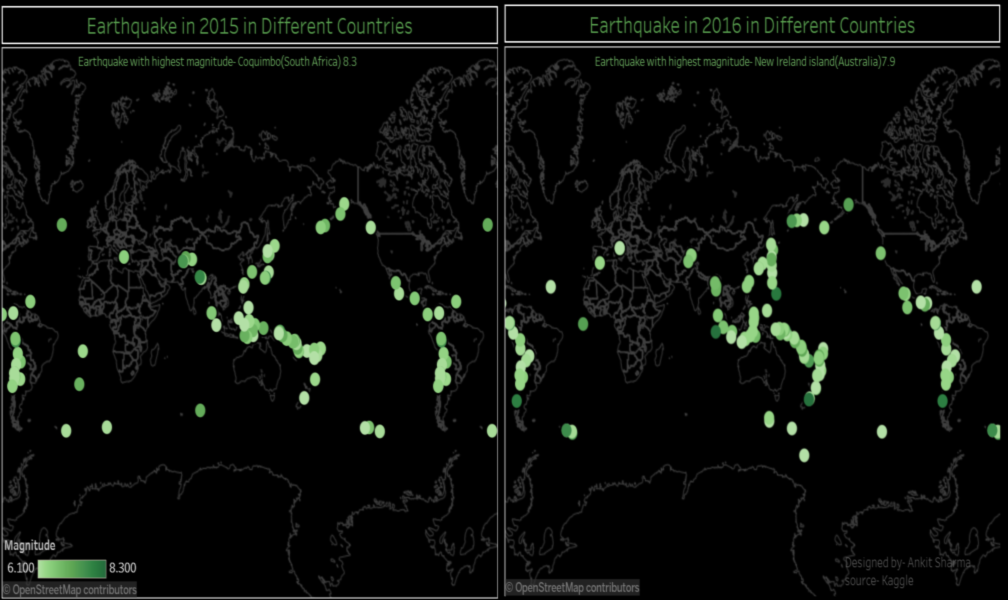 Earthquake in 2015 in Different Countries
Earthquake with highest magnitude- Coquimbo(South Africa) 8.3
Magnitude
6.100 8.300
© OpenStreetMap contributors
Earthquake in 2016 in Different Countries
Earthquake with highest magnitude- New Ireland island(Australia)7.9
Designed by- Ankit Sharma
source- Kaggle
© OpenStreetMap contributors